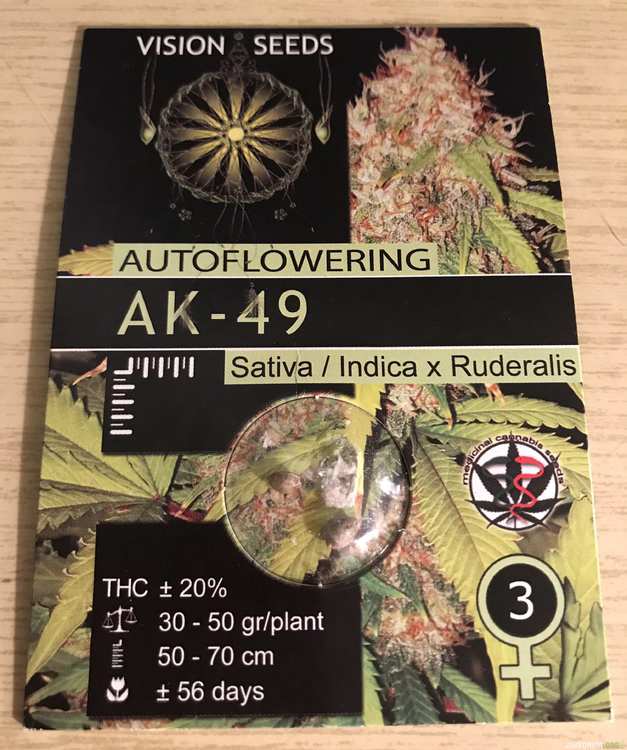 VISION SEEDS
AUTOFLOWERING
AK-49
Sativa / Indica x Ruderalis
medicinal cannabis seeds
3
THC ± 20%
30 - 50 gr/plant
50 - 70 cm
± 56 days